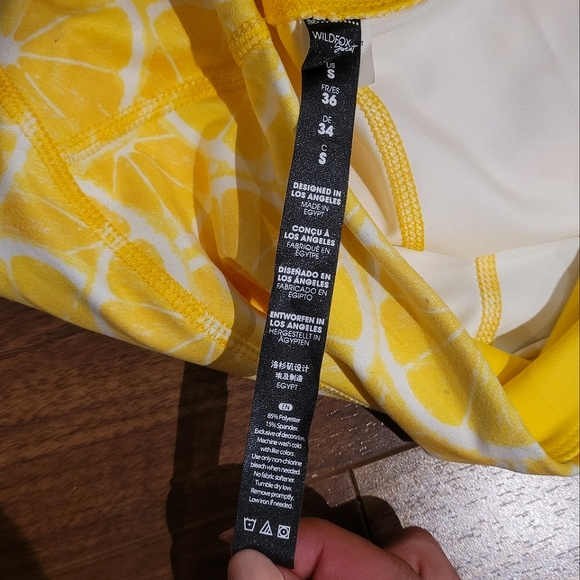 WILDFOX
Sweat
US
S
FR/ES
36
DE
34
C
S
DESIGNED IN
LOS ANGELES
MADE IN
EGYPT
CONÇU À
LOS ANGELES
FABRIQUÉ EN
EGYTPE
DISEÑADO EN
LOS ÁNGELES
FABRICADO EN
EGIPTO
ENTWORFEN IN
LOS ANGELES
HERGESTELLT IN
ÄGYPTEN
洛杉矶设计
埃及制造
EGYPT
EN
85% Polyester
15% Spandex
Exclusive of decoration.
Machine wash cold
with like colors.
Use only non-chlorine
bleach when needed.
No fabric softener.
Tumble dry low.
Remove promptly.
Low iron if needed.